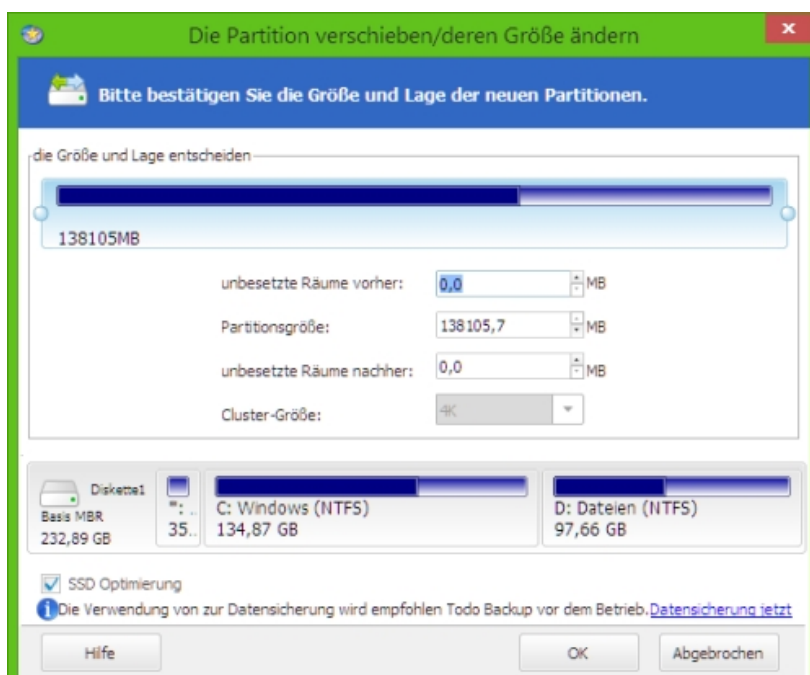 Die Partition verschieben/deren Größe ändern
x
Bitte bestätigen Sie die Größe und Lage der neuen Partitionen.
die Größe und Lage entscheiden
138105MB
unbesetzte Räume vorher: 0,0 MB
Partitionsgröße: 138105,7 MB
unbesetzte Räume nachher: 0,0 MB
Cluster-Größe: 4K
Diskette1
Basis MBR
232,89 GB
*: ..
35..
C: Windows (NTFS)
134,87 GB
D: Dateien (NTFS)
97,66 GB
SSD Optimierung
Die Verwendung von zur Datensicherung wird empfohlen Todo Backup vor dem Betrieb. Datensicherung jetzt
Hilfe OK Abgebrochen